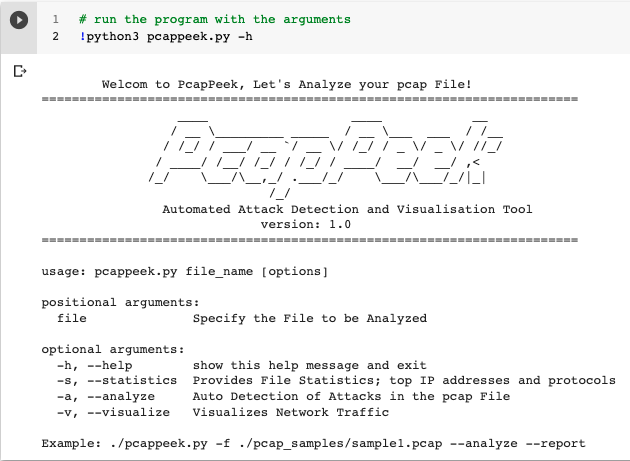 1 # run the program with the arguments
2 !python3 pcappeek.py -h
Welcom to PcapPeek, Let's Analyze your pcap File!
==========================================================================
PcapPeek
Automated Attack Detection and Visualisation Tool
version: 1.0
==========================================================================
usage: pcappeek.py file_name [options]
positional arguments:
file Specify the File to be Analyzed
optional arguments:
-h, --help show this help message and exit
-s, --statistics Provides File Statistics; top IP addresses and protocols
-a, --analyze Auto Detection of Attacks in the pcap File
-v, --visualize Visualizes Network Traffic
Example: ./pcappeek.py -f ./pcap_samples/sample1.pcap --analyze --report